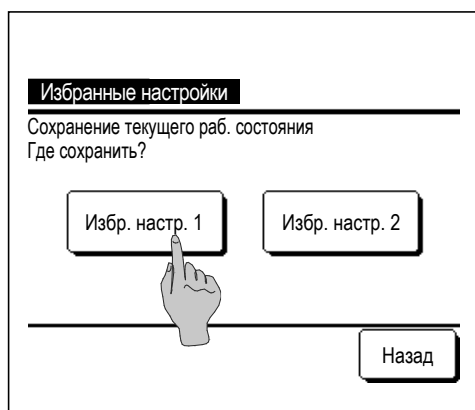 Избранные настройки
Сохранение текущего раб. состояния
Где сохранить?
Избр. настр. 1
Избр. настр. 2
Назад